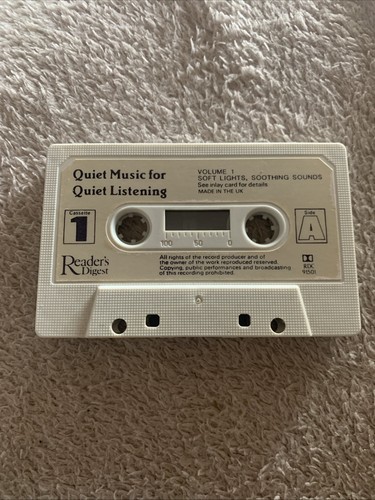 Quiet Music for
Quiet Listening
VOLUME 1
SOFT LIGHTS, SOOTHING SOUNDS
See inlay card for details
MADE IN THE UK
Cassette
1
100 50 0
Side
A
Reader's
Digest
All rights of the record producer and of
the owner of the work reproduced reserved.
Copying, public performances and broadcasting
of this recording prohibited.
RDK
91501